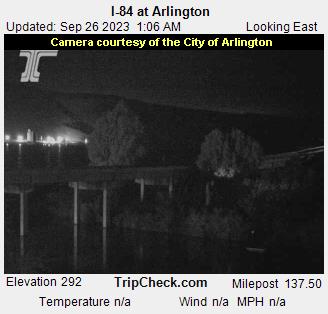 I-84 at Arlington
Updated: Sep 26 2023 1:06 AM Looking East
Camera courtesy of the City of Arlington
Elevation 292 TripCheck.com Milepost 137.50
Temperature n/a Wind n/a MPH n/a